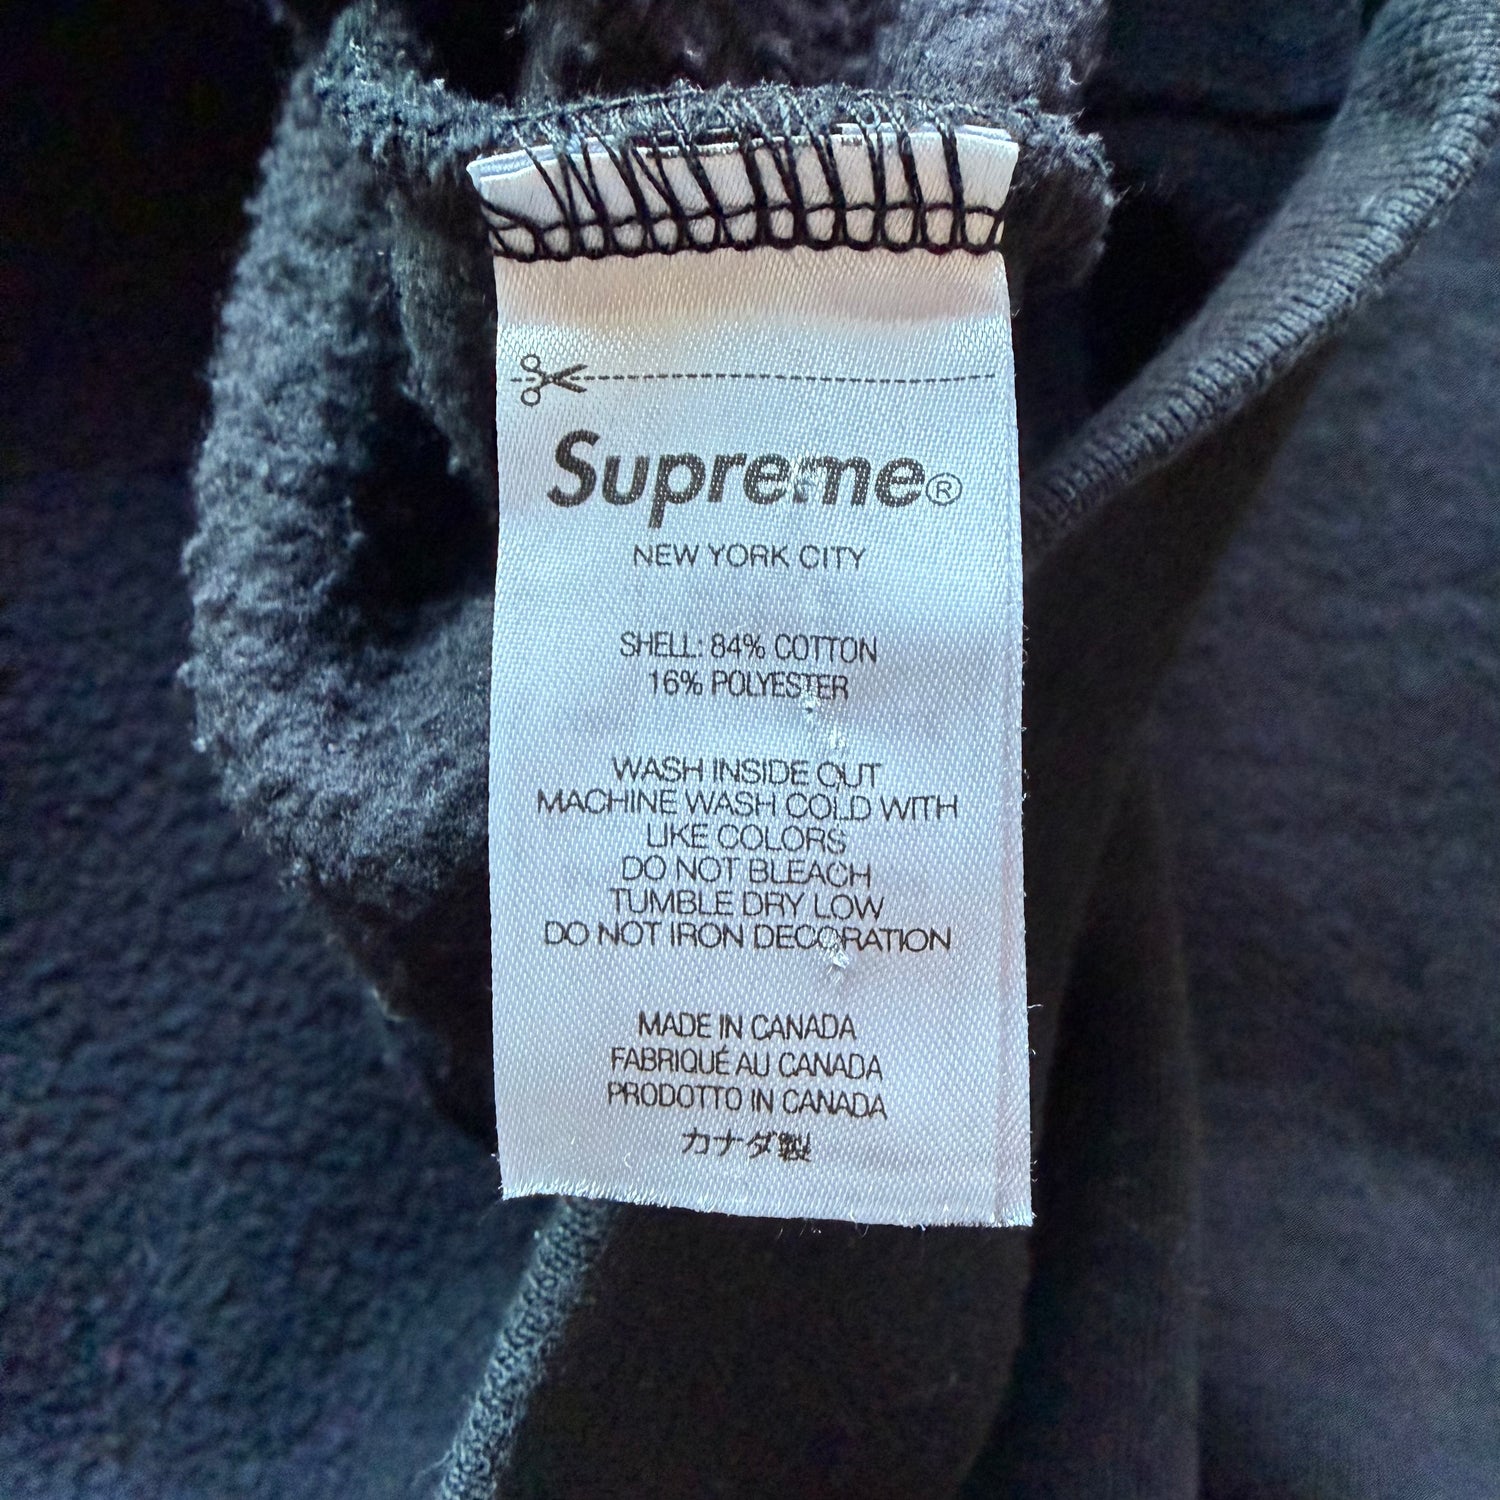 Supreme®
NEW YORK CITY
SHELL: 84% COTTON
16% POLYESTER
WASH INSIDE OUT
MACHINE WASH COLD WITH
LIKE COLORS
DO NOT BLEACH
TUMBLE DRY LOW
DO NOT IRON DECORATION
MADE IN CANADA
FABRIQUÉ AU CANADA
PRODOTTO IN CANADA
カナダ製